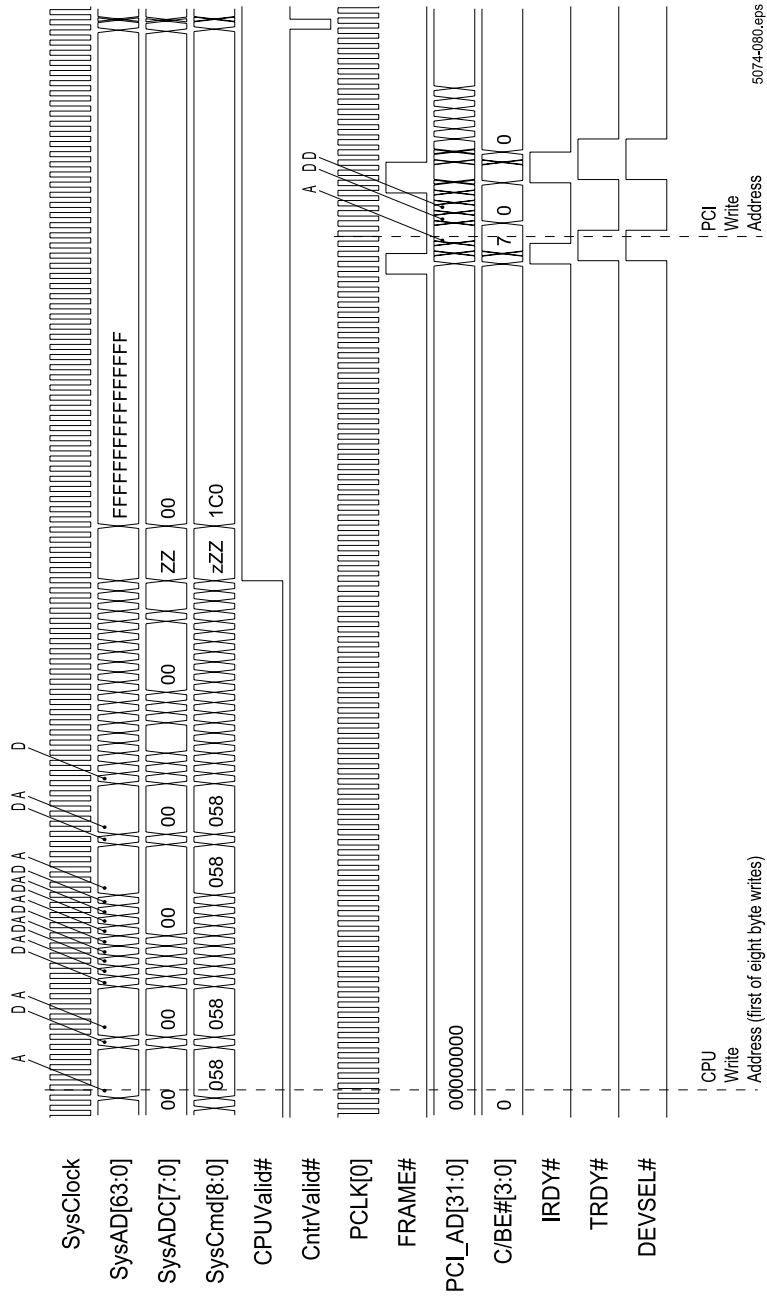 A D A D A D A D A D A D A D A D
SysClock
SysAD[63:0] FFFFFFFFFFFFFFFF
SysADC[7:0] 00 00 00 00 00 ZZ 00
SysCmd[8:0] 058 058 058 058 zZZ 1C0
CPUValid#
CntrValid#
A D D
PCLK[0]
FRAME#
PCI_AD[31:0] 00000000
C/BE#[3:0] 0 7 0 0
IRDY#
TRDY#
DEVSEL#
CPU
Write
Address (first of eight byte writes)
PCI
Write
Address
5074-080.eps